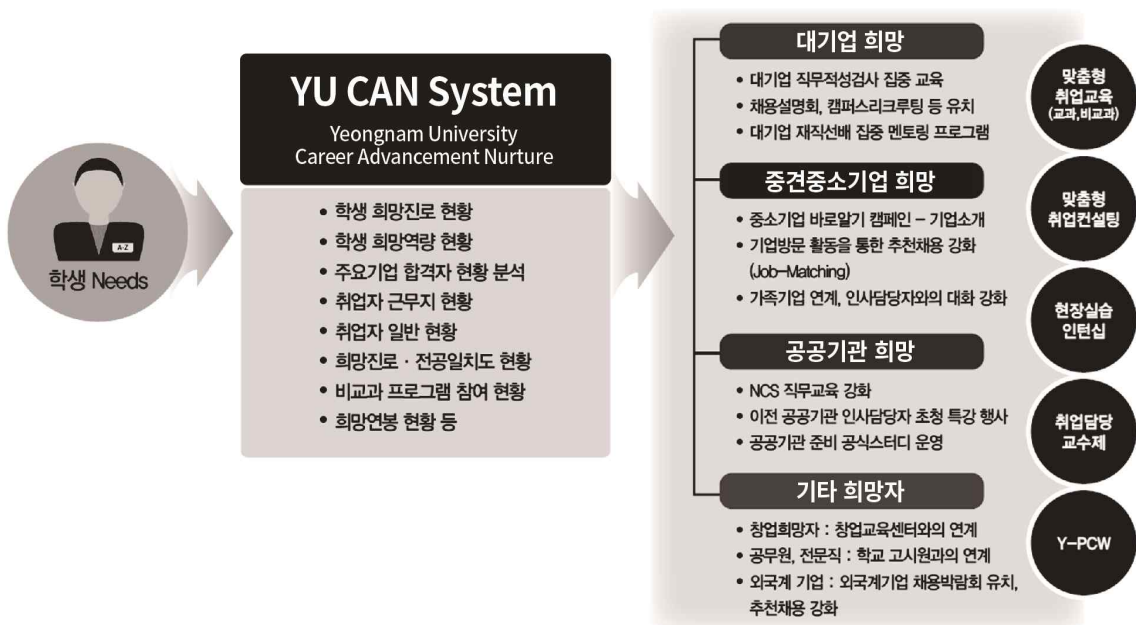 A-Z
학생 Needs
YU CAN System
Yeongnam University
Career Advancement Nurture
• 학생 희망진로 현황
• 학생 희망역량 현황
• 주요기업 합격자 현황 분석
• 취업자 근무지 현황
• 취업자 일반 현황
• 희망진로 · 전공일치도 현황
• 비교과 프로그램 참여 현황
• 희망연봉 현황 등
대기업 희망
• 대기업 직무적성검사 집중 교육
• 채용설명회, 캠퍼스리크루팅 등 유치
• 대기업 재직선배 집중 멘토링 프로그램
중견중소기업 희망
• 중소기업 바로알기 캠페인 – 기업소개
• 기업방문 활동을 통한 추천채용 강화
(Job-Matching)
• 가족기업 연계, 인사담당자와의 대화 강화
공공기관 희망
• NCS 직무교육 강화
• 이전 공공기관 인사담당자 초청 특강 행사
• 공공기관 준비 공식스터디 운영
기타 희망자
• 창업희망자 : 창업교육센터와의 연계
• 공무원, 전문직 : 학교 고시원과의 연계
• 외국계 기업 : 외국계기업 채용박람회 유치,
추천채용 강화
맞춤형
취업교육
(교과,비교과)
맞춤형
취업컨설팅
현장실습
인턴십
취업담당
교수제
Y-PCW